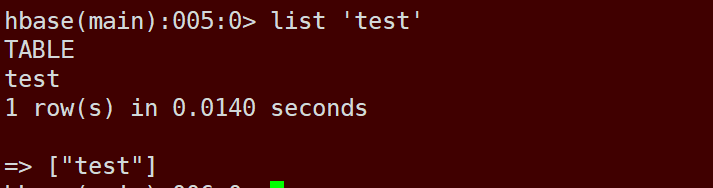 hbase(main):005:0> list 'test'
TABLE
test
1 row(s) in 0.0140 seconds
=> ["test"]